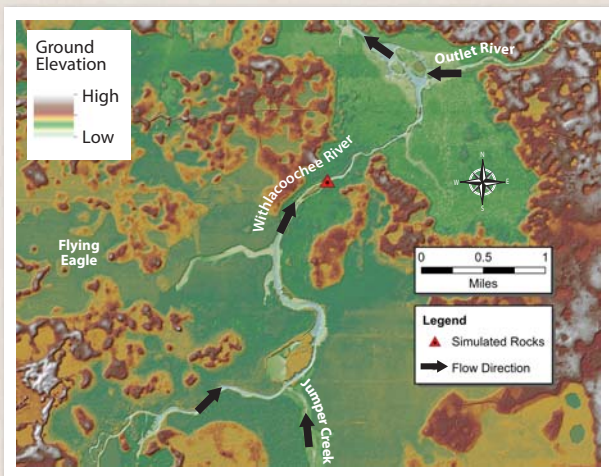 Ground
Elevation
High
Low
Outlet River
Withlacoochee River
N
W E
S
Flying
Eagle
0 0.5 1
Miles
Legend
Simulated Rocks
Flow Direction
Jumper Creek